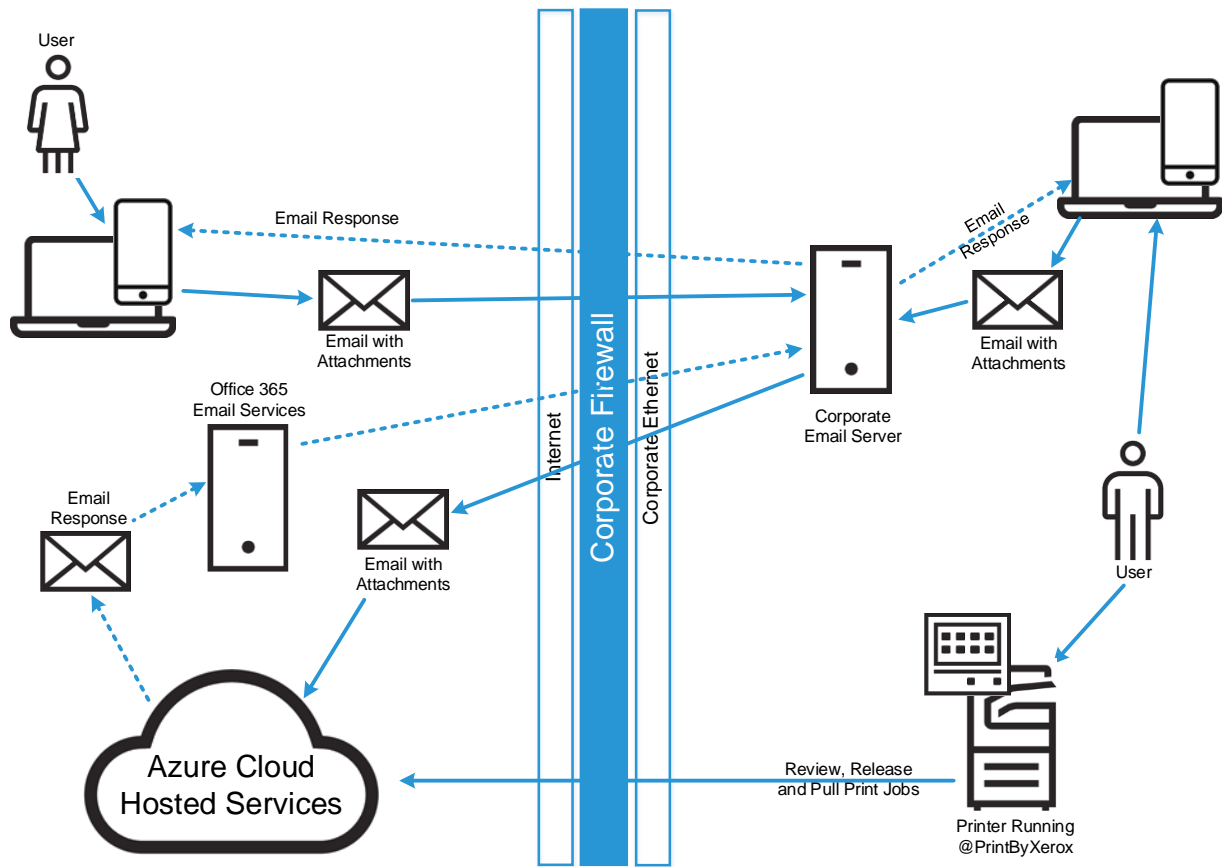 User
Email Response
Email with
Attachments
Office 365
Email Services
Email
Response
Email with
Attachments
Azure Cloud
Hosted Services
Internet
Corporate Firewall
Corporate Ethernet
Email
Response
Email with
Attachments
Corporate
Email Server
User
Review, Release
and Pull Print Jobs
Printer Running
@PrintByXerox